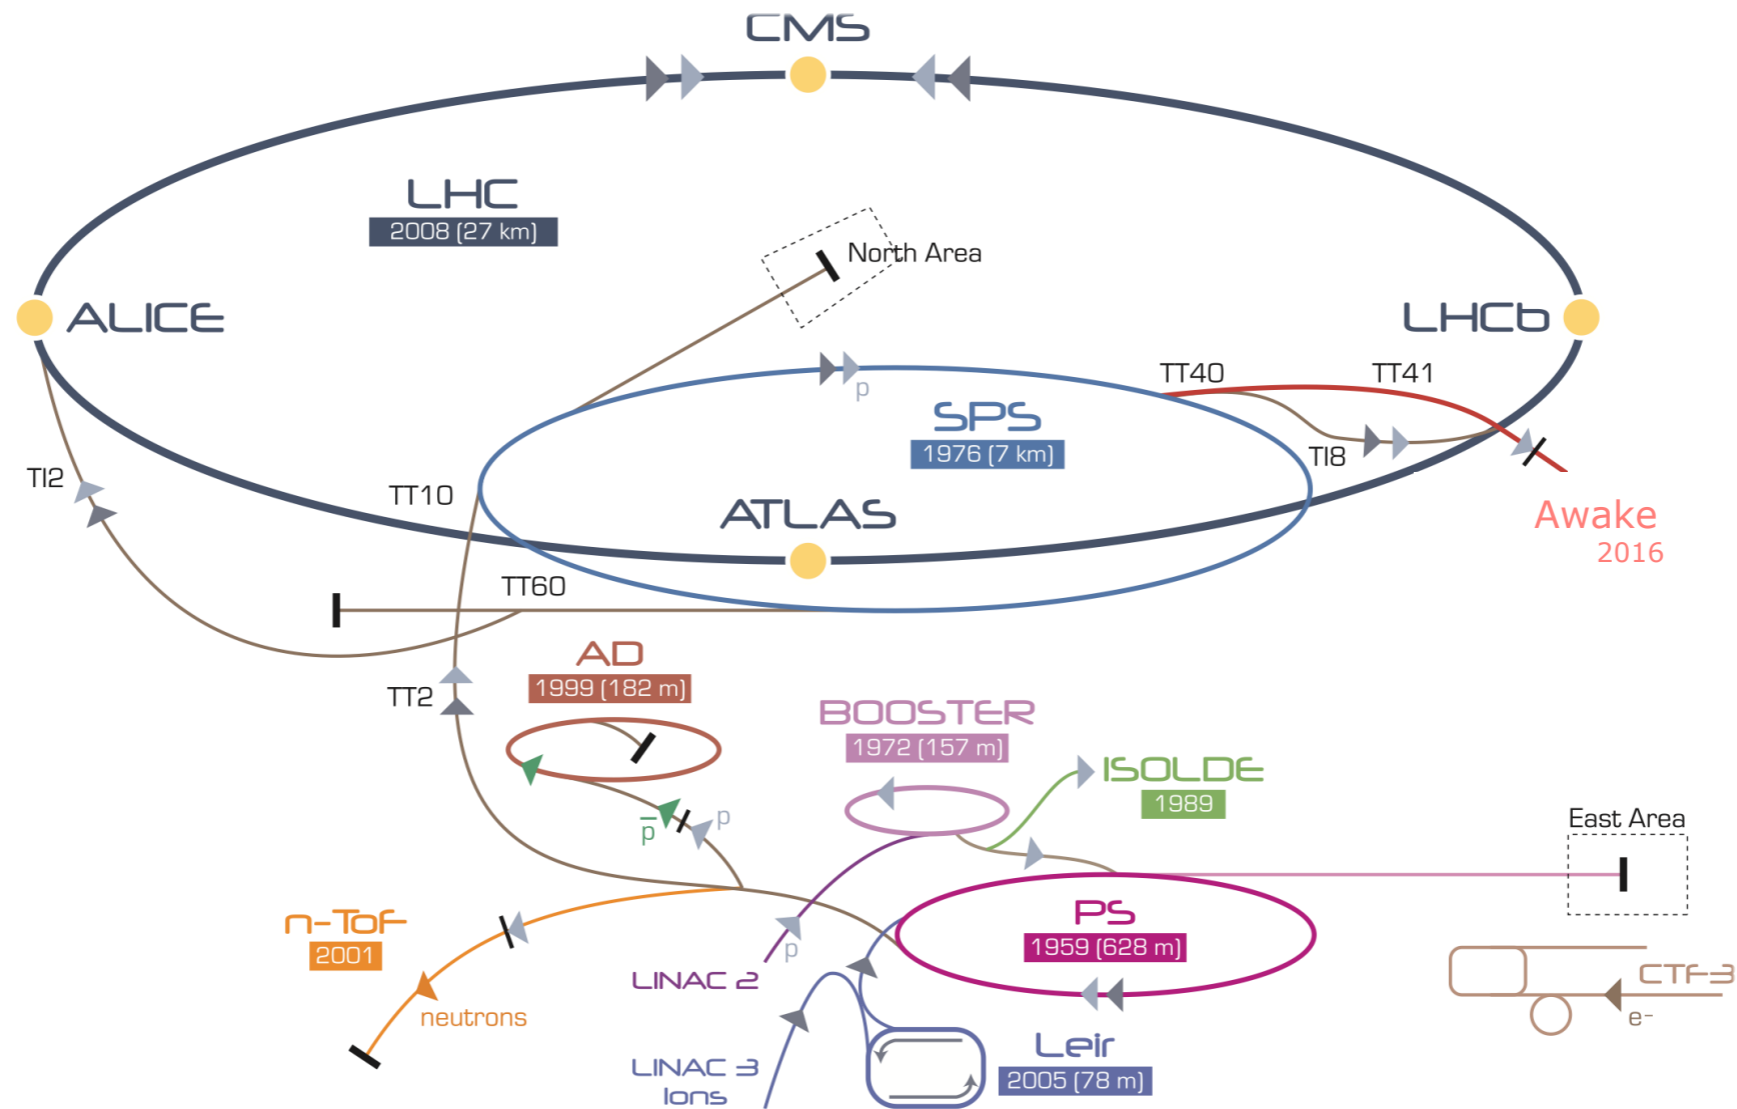 CMS
LHC
2008 (27 km)
North Area
ALICE
LHCb
TT40
TT41
p
SPS
1976 (7 km)
TI8
TI2
TT10
ATLAS
Awake
2016
TT60
AD
1999 (182 m)
TT2
BOOSTER
1972 (157 m)
ISOLDE
1989
p
p̅
East Area
n-ToF
2001
PS
1959 (628 m)
p
LINAC 2
CTF3
neutrons
e-
Leir
2005 (78 m)
LINAC 3
Ions